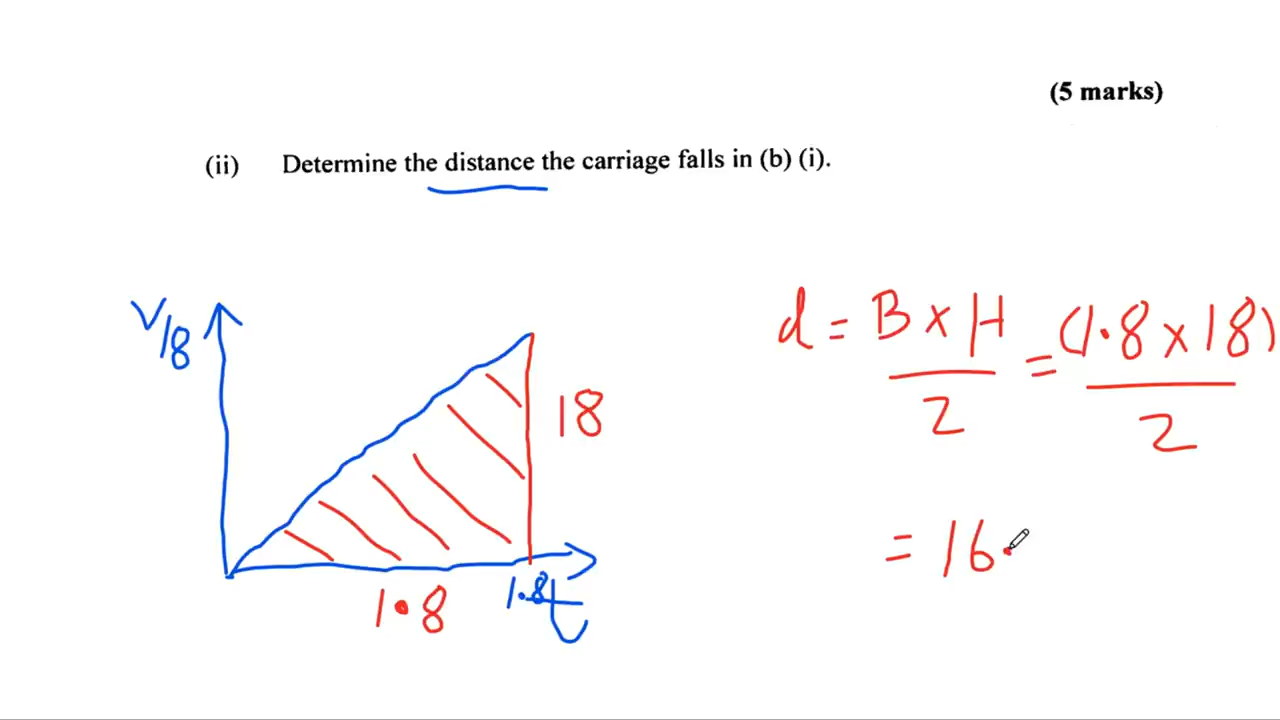 (5 marks)
(ii) Determine the distance the carriage falls in (b) (i).
V/18
18
1.8
1.8
t
d = B × H / 2 = (1.8 × 18) / 2
= 16.